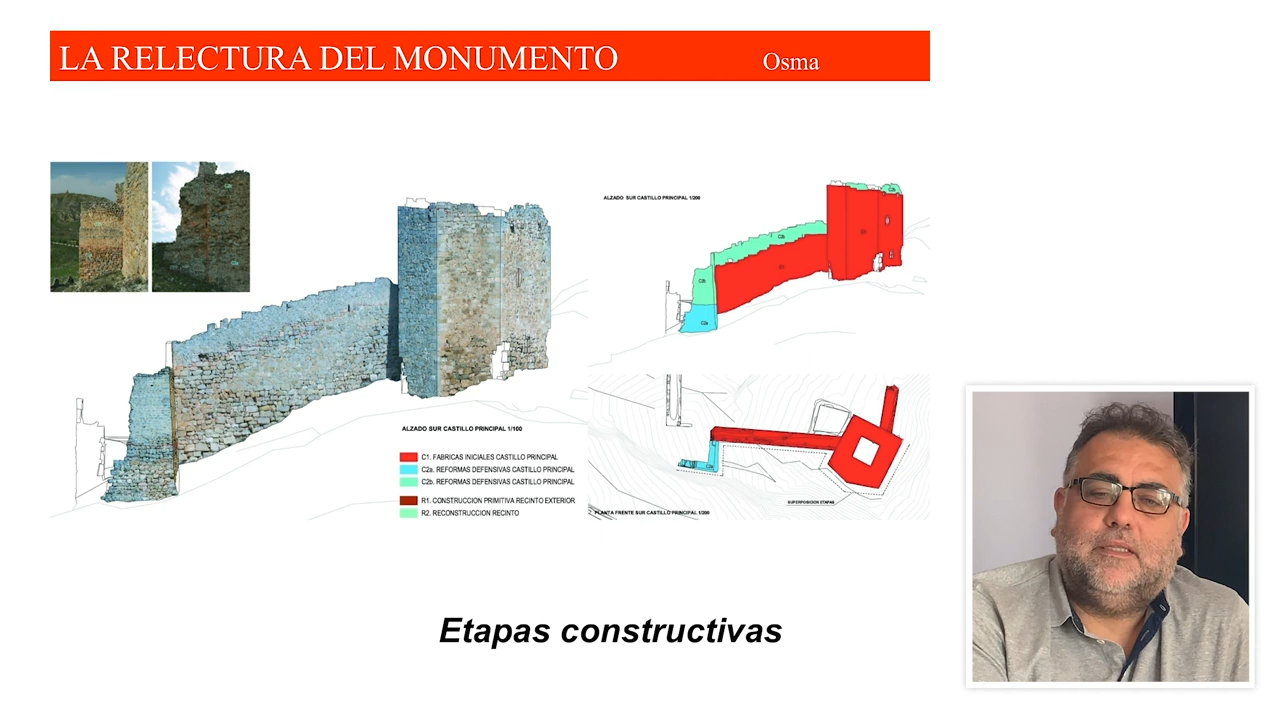 LA RELECTURA DEL MONUMENTO Osma
ALZADO SUR CASTILLO PRINCIPAL 1/200
C2b
C2a
ALZADO SUR CASTILLO PRINCIPAL 1/100
C1. FABRICAS INICIALES CASTILLO PRINCIPAL
C2a. REFORMAS DEFENSIVAS CASTILLO PRINCIPAL
C2b. REFORMAS DEFENSIVAS CASTILLO PRINCIPAL
R1. CONSTRUCCION PRIMITIVA RECINTO EXTERIOR
R2. RECONSTRUCCION RECINTO
SUPERPOSICION ETAPAS
PLANTA FRENTE SUR CASTILLO PRINCIPAL 1/200
Etapas constructivas